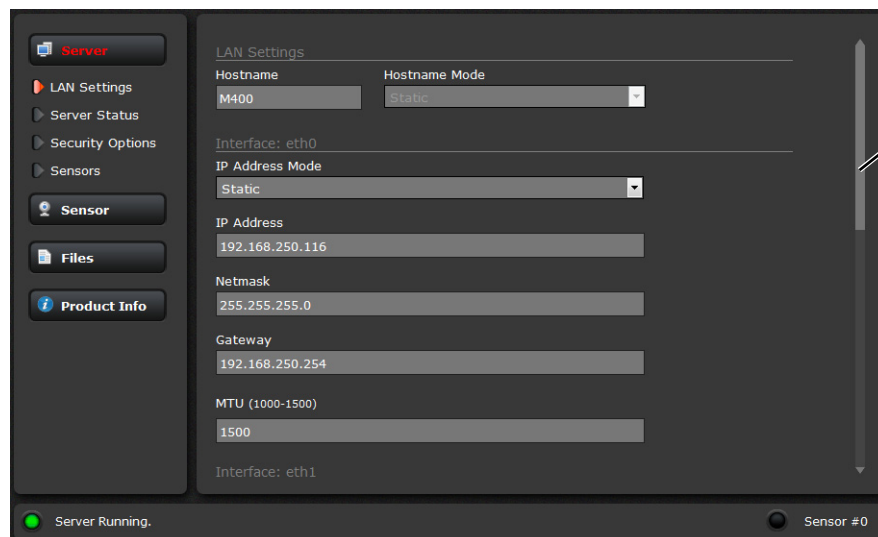 Server
LAN Settings
Server Status
Security Options
Sensors
Sensor
Files
Product Info
LAN Settings
Hostname Hostname Mode
M400 Static
Interface: eth0
IP Address Mode
Static
IP Address
192.168.250.116
Netmask
255.255.255.0
Gateway
192.168.250.254
MTU (1000-1500)
1500
Interface: eth1
Server Running. Sensor #0